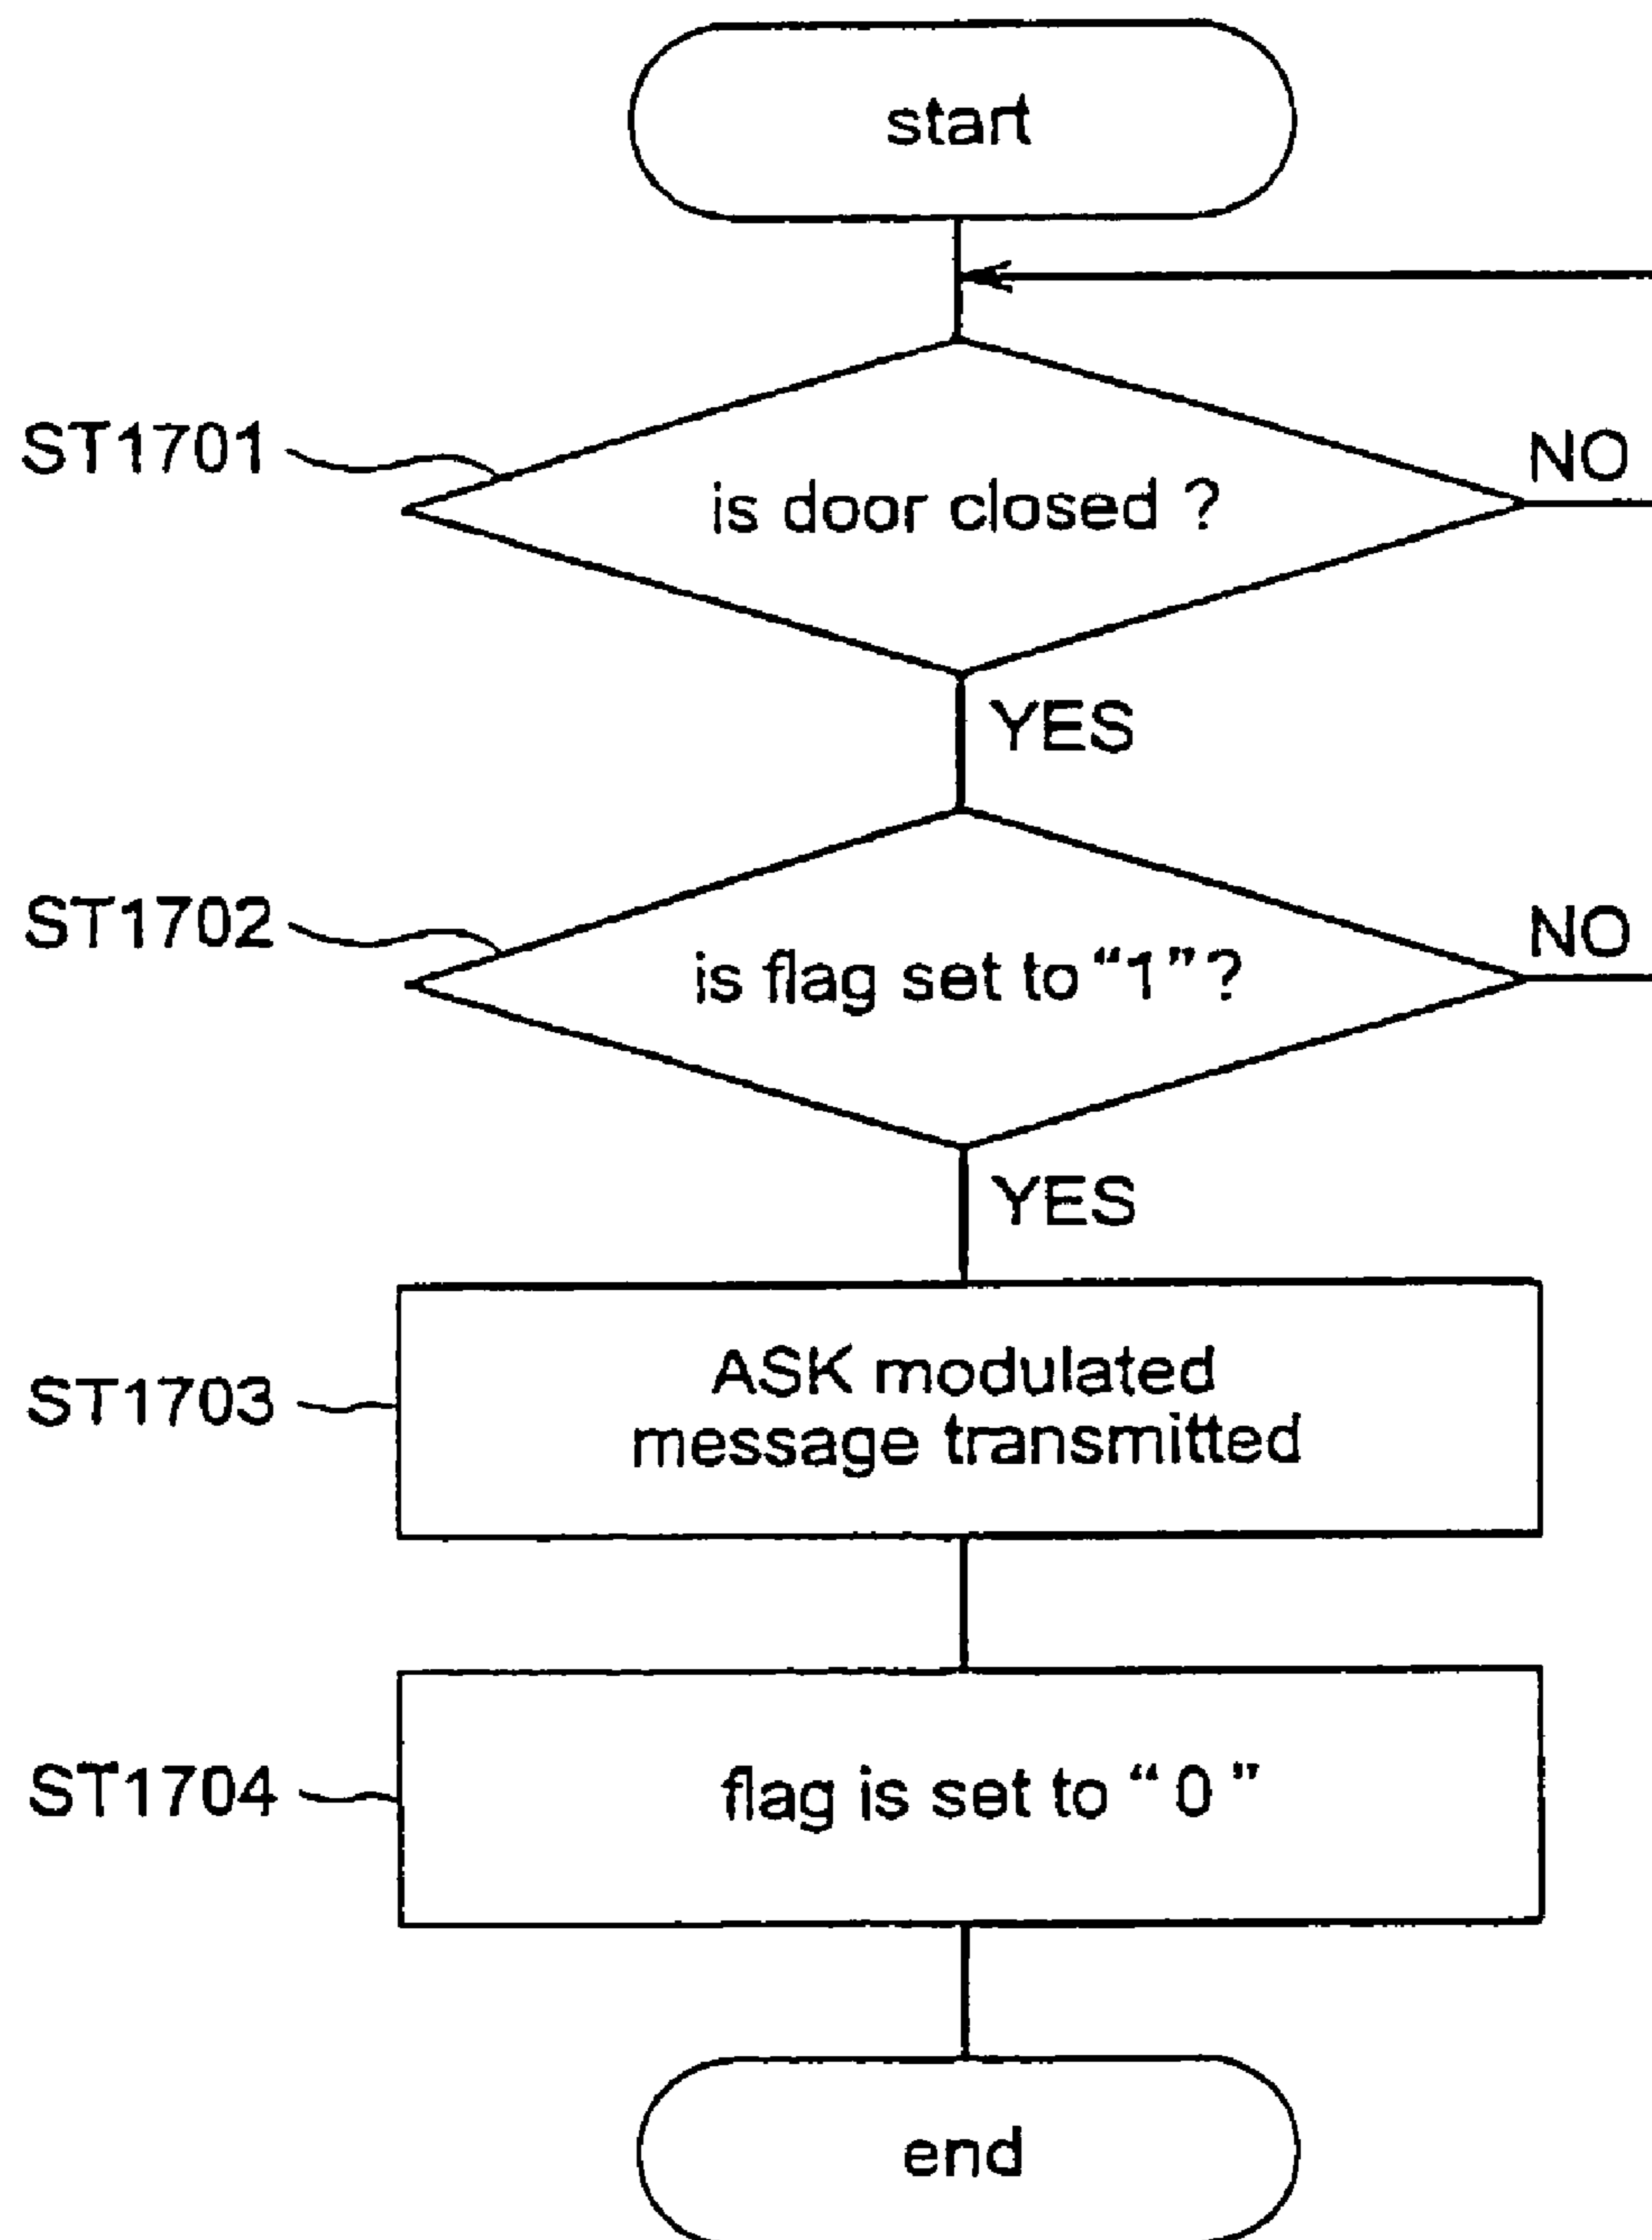 start
ST1701
is door closed ?
NO
YES
ST1702
is flag set to “1”?
NO
YES
ST1703
ASK modulated
message transmitted
ST1704
flag is set to “ 0 ”
end